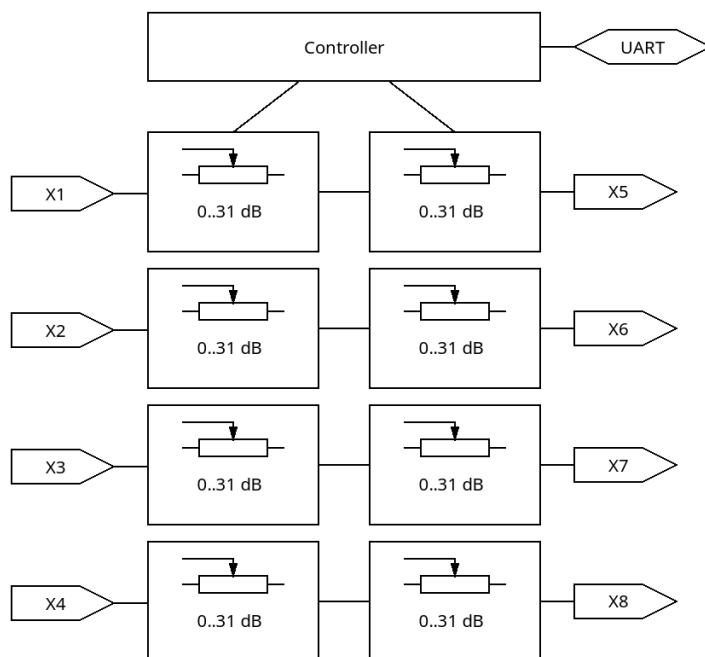 Controller
UART
X1
0..31 dB
0..31 dB
X5
X2
0..31 dB
0..31 dB
X6
X3
0..31 dB
0..31 dB
X7
X4
0..31 dB
0..31 dB
X8